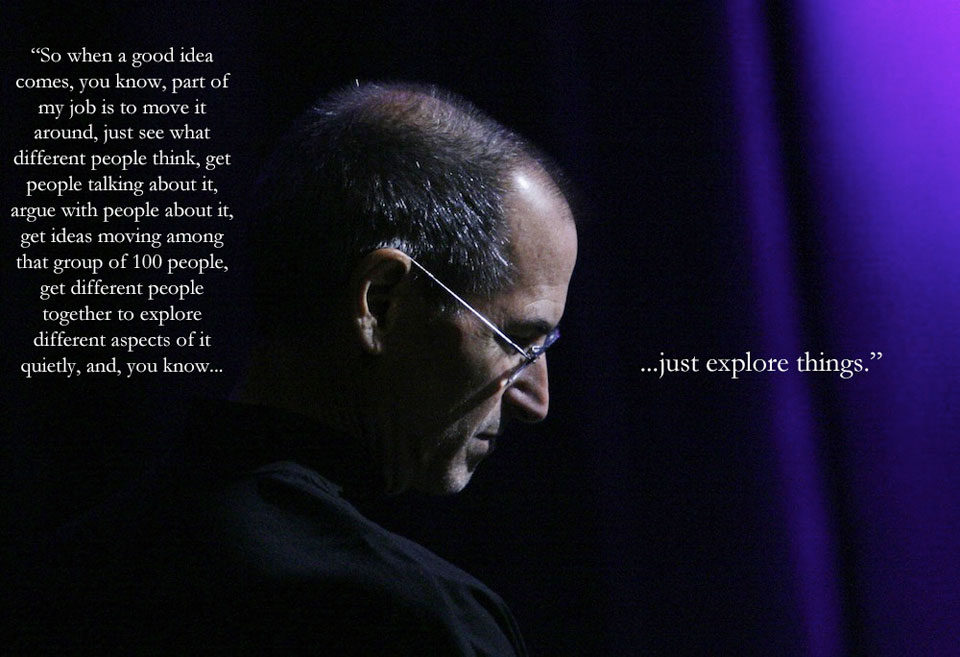 “So when a good idea
comes, you know, part of
my job is to move it
around, just see what
different people think, get
people talking about it,
argue with people about it,
get ideas moving among
that group of 100 people,
get different people
together to explore
different aspects of it
quietly, and, you know...
...just explore things.”